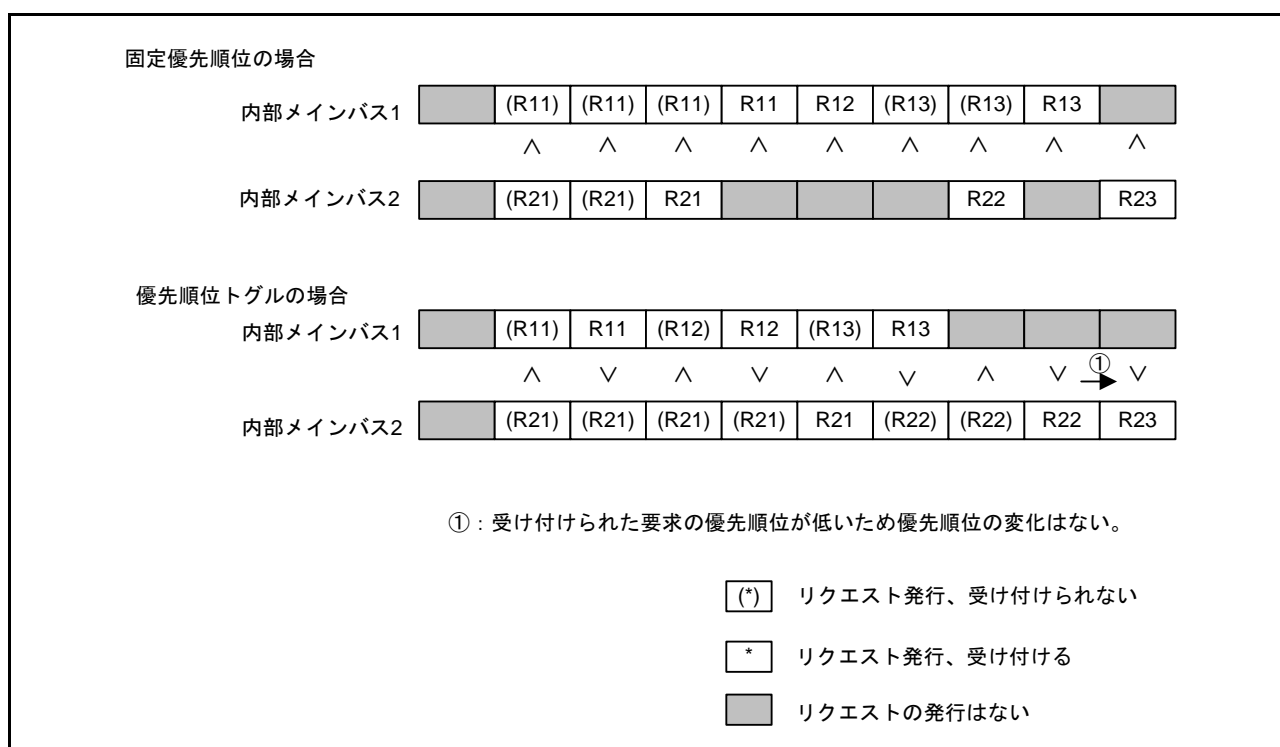 固定優先順位の場合
内部メインバス1 (R11) (R11) (R11) R11 R12 (R13) (R13) R13
∧ ∧ ∧ ∧ ∧ ∧ ∧ ∧ ∧
内部メインバス2 (R21) (R21) R21 R22 R23
優先順位トグルの場合
内部メインバス1 (R11) R11 (R12) R12 (R13) R13
∧ ∨ ∧ ∨ ∧ ∨ ∧ ∨ ① ∨
内部メインバス2 (R21) (R21) (R21) (R21) R21 (R22) (R22) R22 R23
①：受け付けられた要求の優先順位が低いため優先順位の変化はない。
(*) リクエスト発行、受け付けられない
* リクエスト発行、受け付ける
リクエストの発行はない